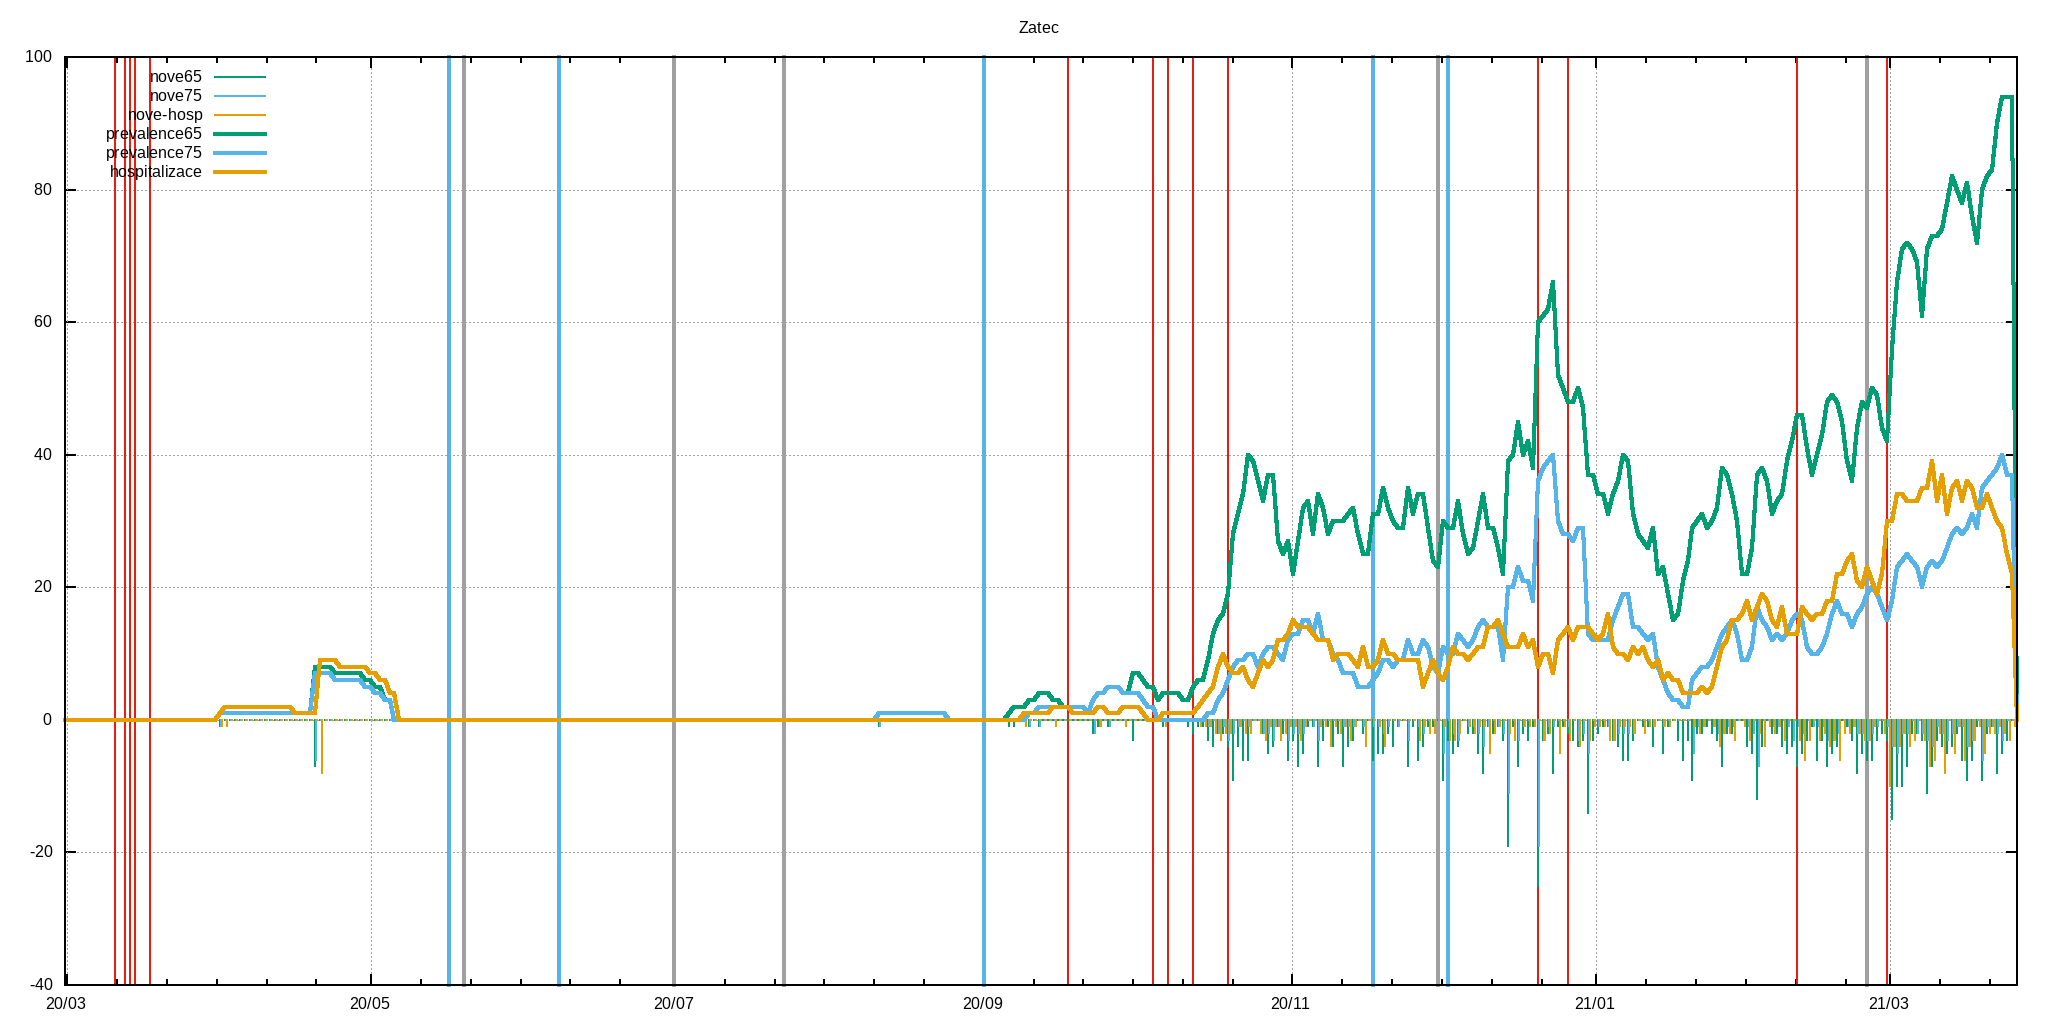 Zatec
100
80
60
40
20
0
-20
-40
nove65
nove75
nove-hosp
prevalence65
prevalence75
hospitalizace
20/03 20/05 20/07 20/09 20/11 21/01 21/03